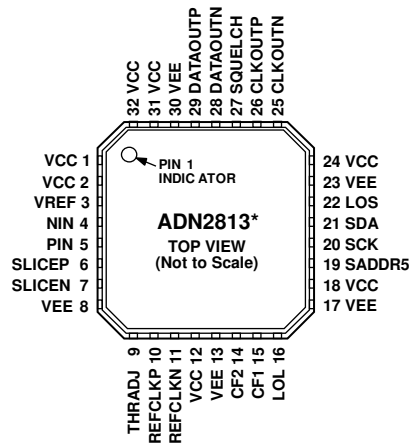 32 VCC
31 VCC
30 VEE
29 DATAOUTP
28 DATAOUTN
27 SQUELCH
26 CLKOUTP
25 CLKOUTN
VCC 1
VCC 2
VREF 3
NIN 4
PIN 5
SLICEP 6
SLICEN 7
VEE 8
PIN 1
INDIC ATOR
ADN2813*
TOP VIEW
(Not to Scale)
24 VCC
23 VEE
22 LOS
21 SDA
20 SCK
19 SADDR5
18 VCC
17 VEE
THRADJ 9
REFCLKP 10
REFCLKN 11
VCC 12
VEE 13
CF2 14
CF1 15
LOL 16